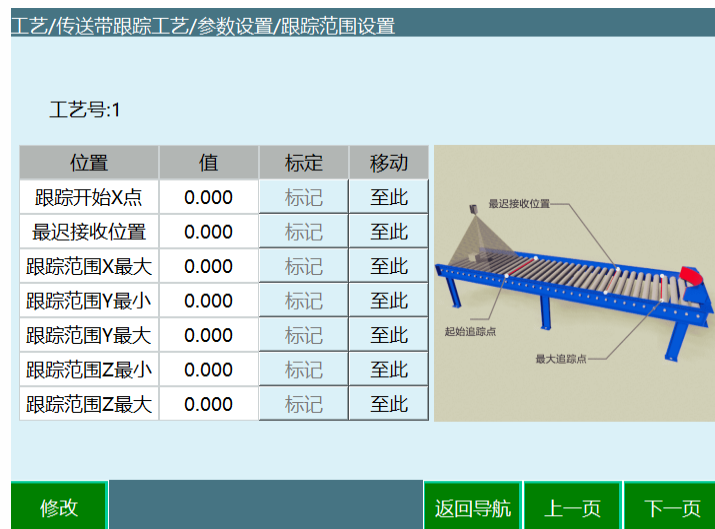 工艺/传送带跟踪工艺/参数设置/跟踪范围设置
工艺号:1
位置 值 标定 移动
跟踪开始X点 0.000 标记 至此
最迟接收位置 0.000 标记 至此
跟踪范围X最大 0.000 标记 至此
跟踪范围Y最小 0.000 标记 至此
跟踪范围Y最大 0.000 标记 至此
跟踪范围Z最小 0.000 标记 至此
跟踪范围Z最大 0.000 标记 至此
最迟接收位置
起始追踪点
最大追踪点
修改 返回导航 上一页 下一页